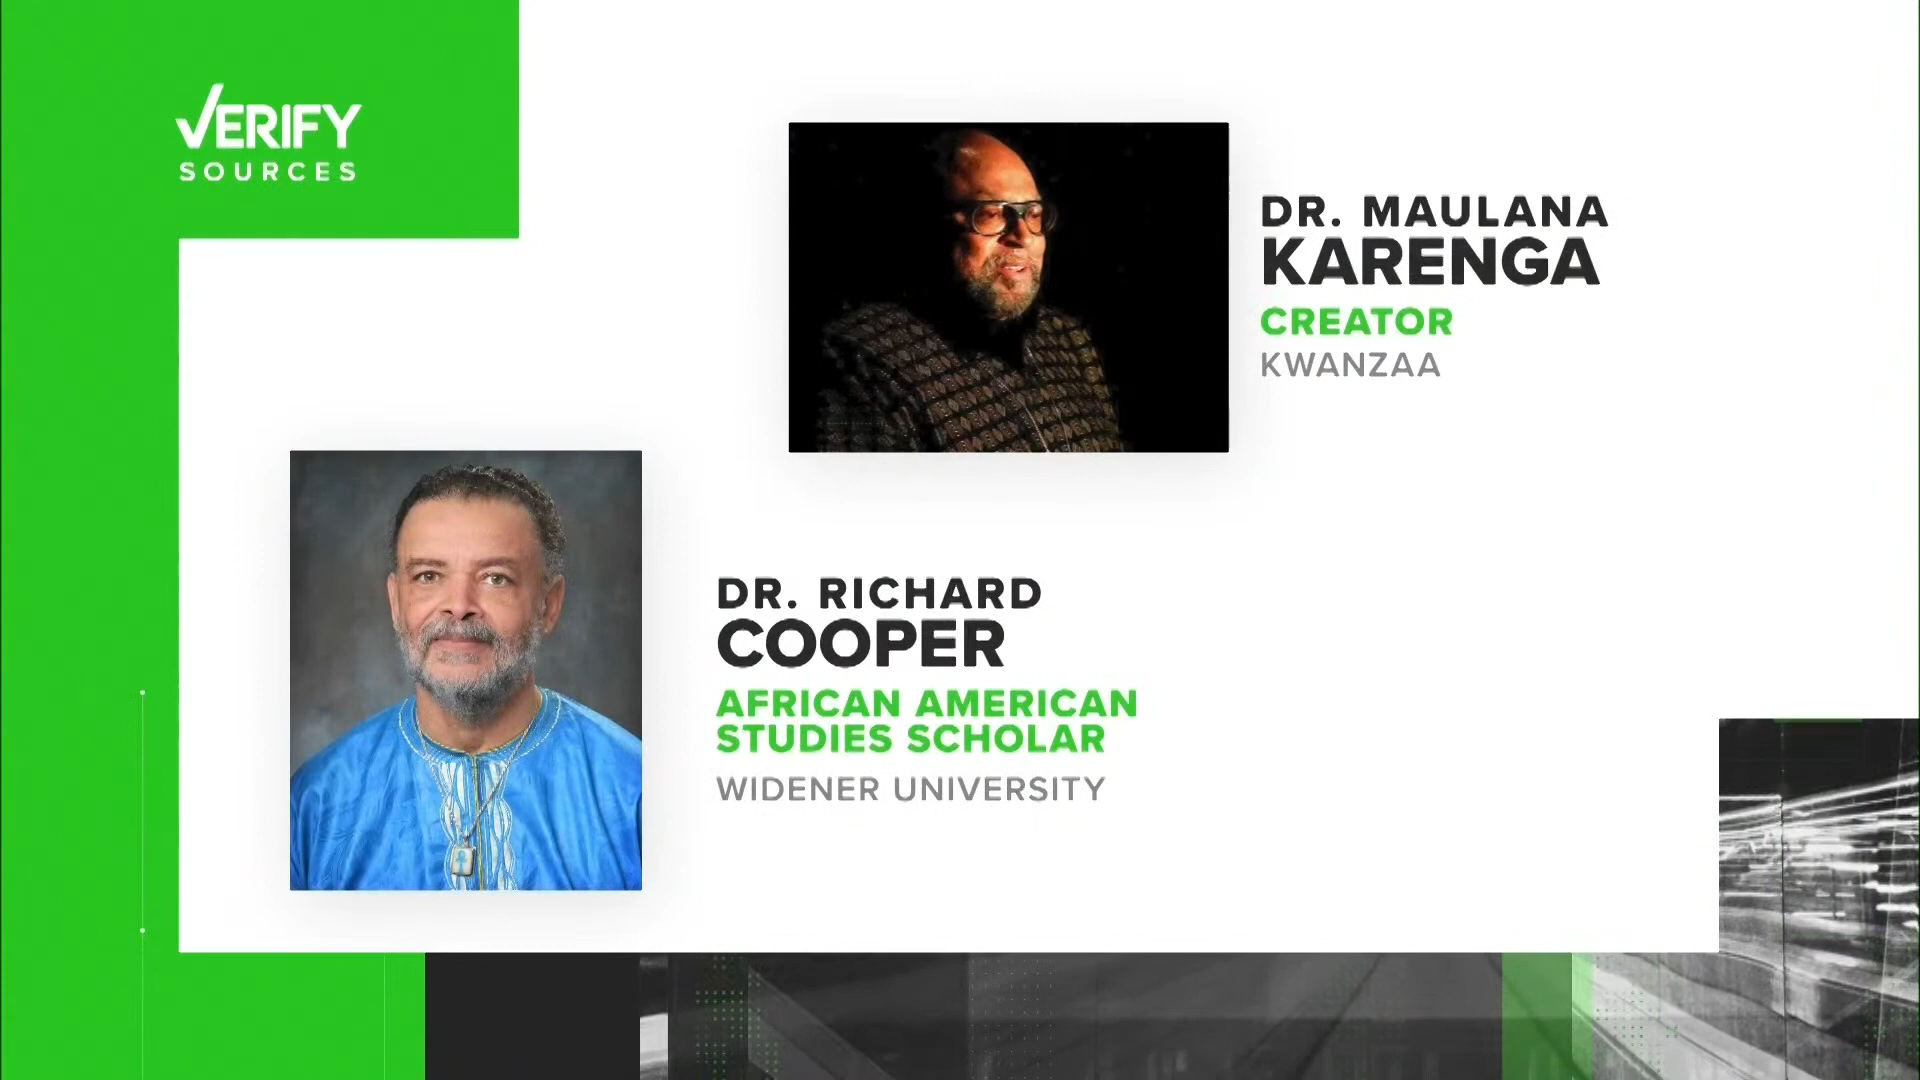 VERIFY
SOURCES
DR. MAULANA
KARENGA
CREATOR
KWANZAA
DR. RICHARD
COOPER
AFRICAN AMERICAN
STUDIES SCHOLAR
WIDENER UNIVERSITY